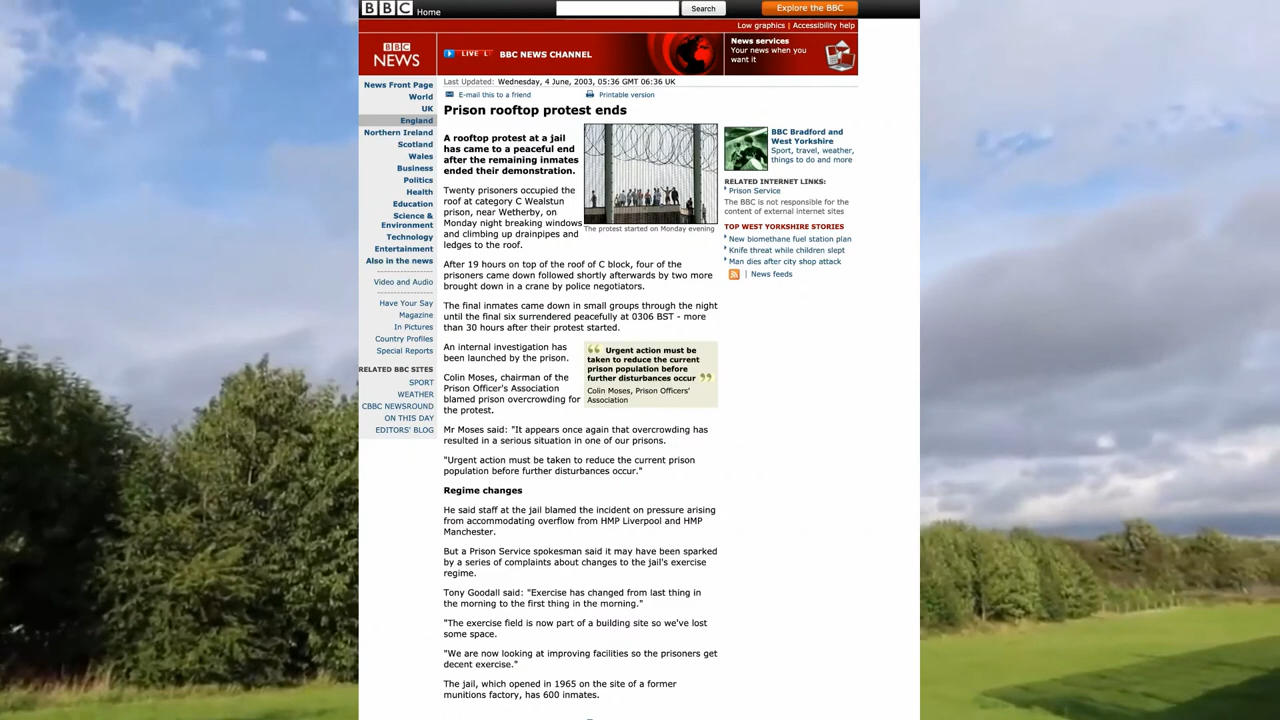 BBC Home
Search
Explore the BBC
Low graphics | Accessibility help
BBC
NEWS
LIVE
BBC NEWS CHANNEL
News services
Your news when you
want it
News Front Page
World
UK
England
Northern Ireland
Scotland
Wales
Business
Politics
Health
Education
Science &
Environment
Technology
Entertainment
Also in the news
Video and Audio
Have Your Say
Magazine
In Pictures
Country Profiles
Special Reports
RELATED BBC SITES
SPORT
WEATHER
CBBC NEWSROUND
ON THIS DAY
EDITORS' BLOG
Last Updated: Wednesday, 4 June, 2003, 05:36 GMT 06:36 UK
E-mail this to a friend
Printable version
Prison rooftop protest ends
A rooftop protest at a jail
has came to a peaceful end
after the remaining inmates
ended their demonstration.
Twenty prisoners occupied the
roof at category C Wealstun
prison, near Wetherby, on
Monday night breaking windows
and climbing up drainpipes and
ledges to the roof.
The protest started on Monday evening
After 19 hours on top of the roof of C block, four of the
prisoners came down followed shortly afterwards by two more
brought down in a crane by police negotiators.
The final inmates came down in small groups through the night
until the final six surrendered peacefully at 0306 BST - more
than 30 hours after their protest started.
An internal investigation has
been launched by the prison.
Colin Moses, chairman of the
Prison Officer's Association
blamed prison overcrowding for
the protest.
Urgent action must be
taken to reduce the current
prison population before
further disturbances occur
Colin Moses, Prison Officers'
Association
Mr Moses said: "It appears once again that overcrowding has
resulted in a serious situation in one of our prisons.
"Urgent action must be taken to reduce the current prison
population before further disturbances occur."
Regime changes
He said staff at the jail blamed the incident on pressure arising
from accommodating overflow from HMP Liverpool and HMP
Manchester.
But a Prison Service spokesman said it may have been sparked
by a series of complaints about changes to the jail's exercise
regime.
Tony Goodall said: "Exercise has changed from last thing in
the morning to the first thing in the morning."
"The exercise field is now part of a building site so we've lost
some space.
"We are now looking at improving facilities so the prisoners get
decent exercise."
The jail, which opened in 1965 on the site of a former
munitions factory, has 600 inmates.
BBC Bradford and
West Yorkshire
Sport, travel, weather,
things to do and more
RELATED INTERNET LINKS:
Prison Service
The BBC is not responsible for the
content of external internet sites
TOP WEST YORKSHIRE STORIES
New biomethane fuel station plan
Knife threat while children slept
Man dies after city shop attack
| News feeds